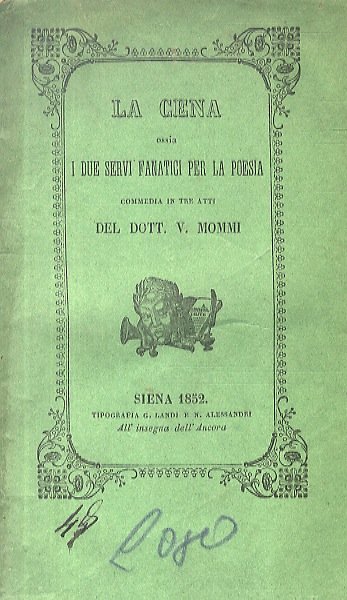 LA CENA
ossia
I DUE SERVI FANATICI PER LA POESIA
COMMEDIA IN TRE ATTI
DEL DOTT. V. MOMMI
SIENA 1852.
TIPOGRAFIA G. LANDI E N. ALESSANDRI
All' insegna dell' Ancora
48